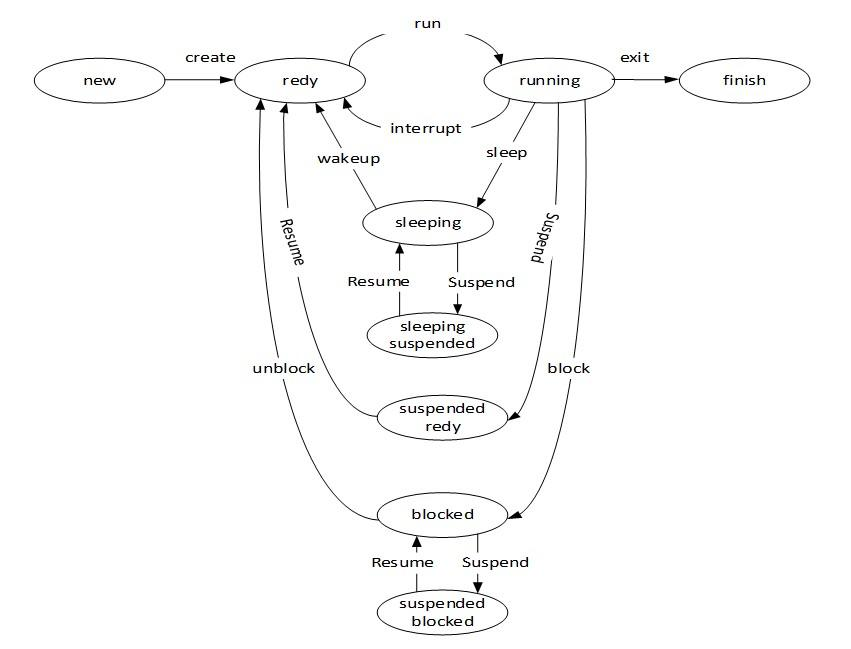 run
create
exit
new
redy
running
finish
interrupt
wakeup
sleep
sleeping
Resume
Suspend
Resume
Suspend
sleeping
suspended
unblock
block
suspended
redy
blocked
Resume
Suspend
suspended
blocked